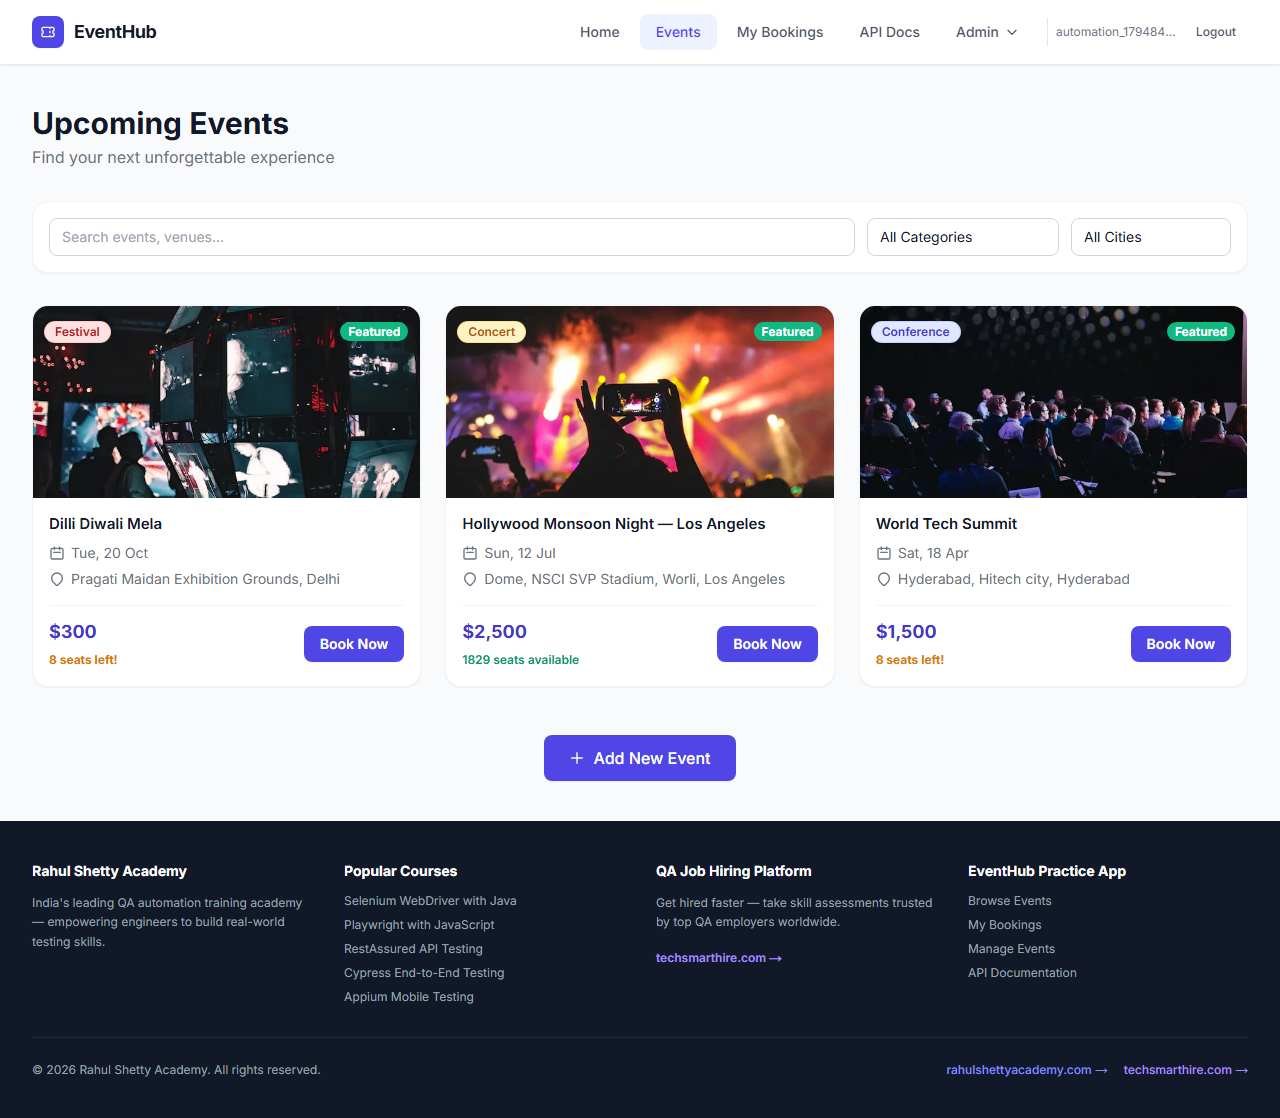 EventHub
Home
Events
My Bookings
API Docs
Admin
automation_179484...
Logout
Upcoming Events
Find your next unforgettable experience
Search events, venues...
All Categories
All Cities
Festival
Featured
Concert
Featured
Conference
Featured
Dilli Diwali Mela
Tue, 20 Oct
Pragati Maidan Exhibition Grounds, Delhi
$300
8 seats left!
Book Now
Hollywood Monsoon Night — Los Angeles
Sun, 12 Jul
Dome, NSCI SVP Stadium, Worli, Los Angeles
$2,500
1829 seats available
Book Now
World Tech Summit
Sat, 18 Apr
Hyderabad, Hitech city, Hyderabad
$1,500
8 seats left!
Book Now
Add New Event
Rahul Shetty Academy
India's leading QA automation training academy
— empowering engineers to build real-world
testing skills.
Popular Courses
Selenium WebDriver with Java
Playwright with JavaScript
RestAssured API Testing
Cypress End-to-End Testing
Appium Mobile Testing
QA Job Hiring Platform
Get hired faster — take skill assessments trusted
by top QA employers worldwide.
techsmarthire.com →
EventHub Practice App
Browse Events
My Bookings
Manage Events
API Documentation
© 2026 Rahul Shetty Academy. All rights reserved.
rahulshettyacademy.com →
techsmarthire.com →